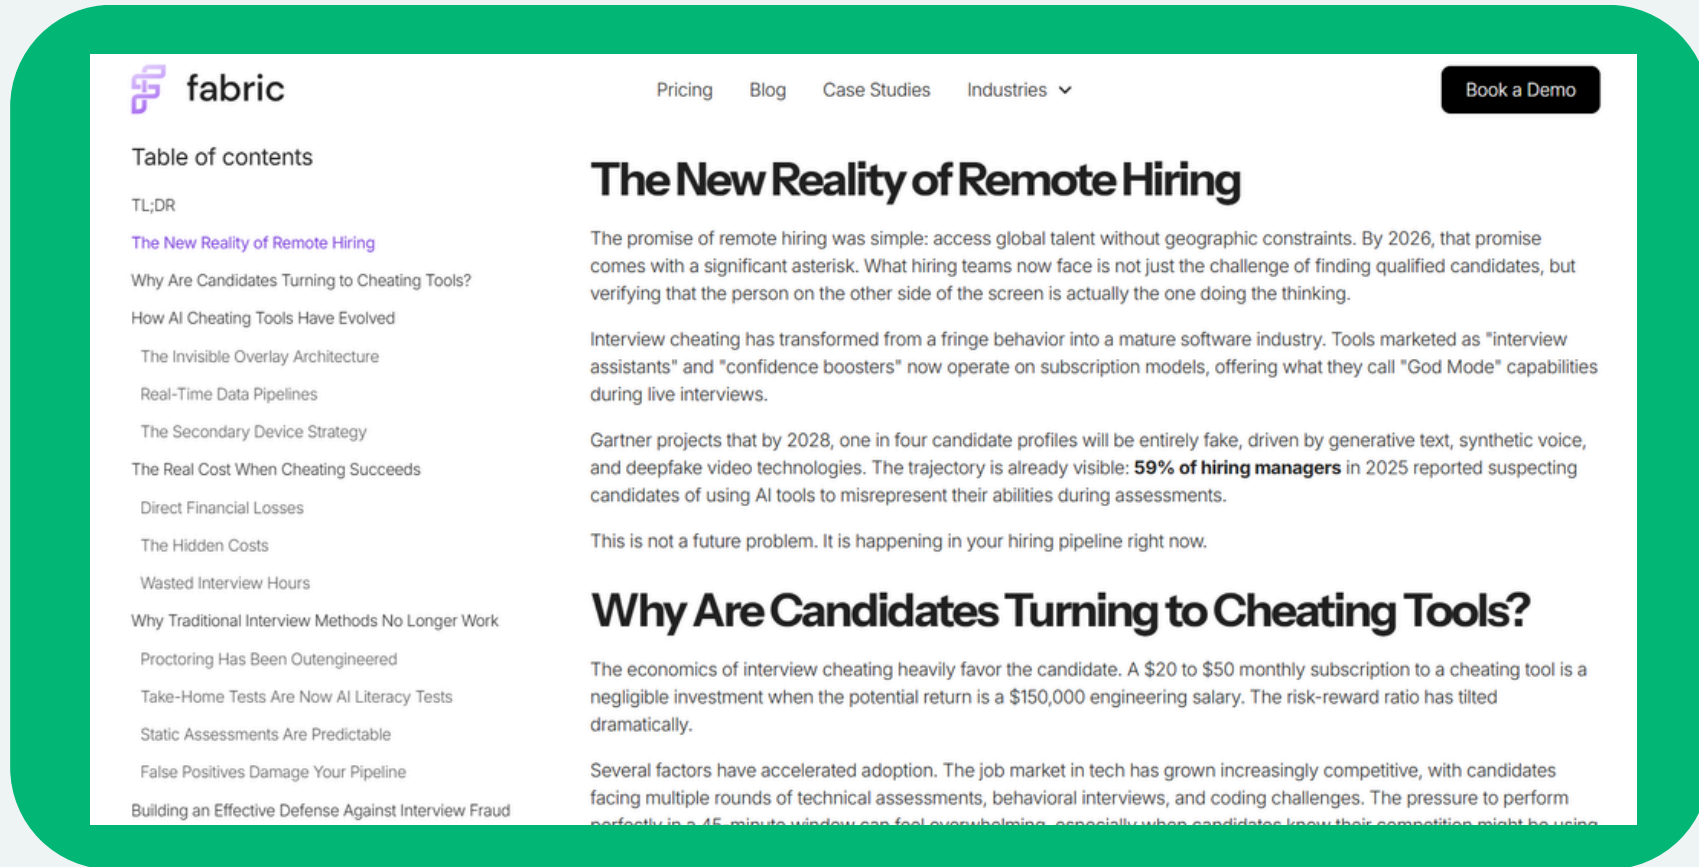 fabric
Pricing
Blog
Case Studies
Industries
Book a Demo
Table of contents
TL;DR
The New Reality of Remote Hiring
Why Are Candidates Turning to Cheating Tools?
How AI Cheating Tools Have Evolved
The Invisible Overlay Architecture
Real-Time Data Pipelines
The Secondary Device Strategy
The Real Cost When Cheating Succeeds
Direct Financial Losses
The Hidden Costs
Wasted Interview Hours
Why Traditional Interview Methods No Longer Work
Proctoring Has Been Outengineered
Take-Home Tests Are Now AI Literacy Tests
Static Assessments Are Predictable
False Positives Damage Your Pipeline
Building an Effective Defense Against Interview Fraud
The New Reality of Remote Hiring
The promise of remote hiring was simple: access global talent without geographic constraints. By 2026, that promise
comes with a significant asterisk. What hiring teams now face is not just the challenge of finding qualified candidates, but
verifying that the person on the other side of the screen is actually the one doing the thinking.
Interview cheating has transformed from a fringe behavior into a mature software industry. Tools marketed as "interview
assistants" and "confidence boosters" now operate on subscription models, offering what they call "God Mode" capabilities
during live interviews.
Gartner projects that by 2028, one in four candidate profiles will be entirely fake, driven by generative text, synthetic voice,
and deepfake video technologies. The trajectory is already visible: 59% of hiring managers in 2025 reported suspecting
candidates of using AI tools to misrepresent their abilities during assessments.
This is not a future problem. It is happening in your hiring pipeline right now.
Why Are Candidates Turning to Cheating Tools?
The economics of interview cheating heavily favor the candidate. A $20 to $50 monthly subscription to a cheating tool is a
negligible investment when the potential return is a $150,000 engineering salary. The risk-reward ratio has tilted
dramatically.
Several factors have accelerated adoption. The job market in tech has grown increasingly competitive, with candidates
facing multiple rounds of technical assessments, behavioral interviews, and coding challenges. The pressure to perform
perfectly in a 45-minute window can feel overwhelming, especially when candidates know their competition might be using